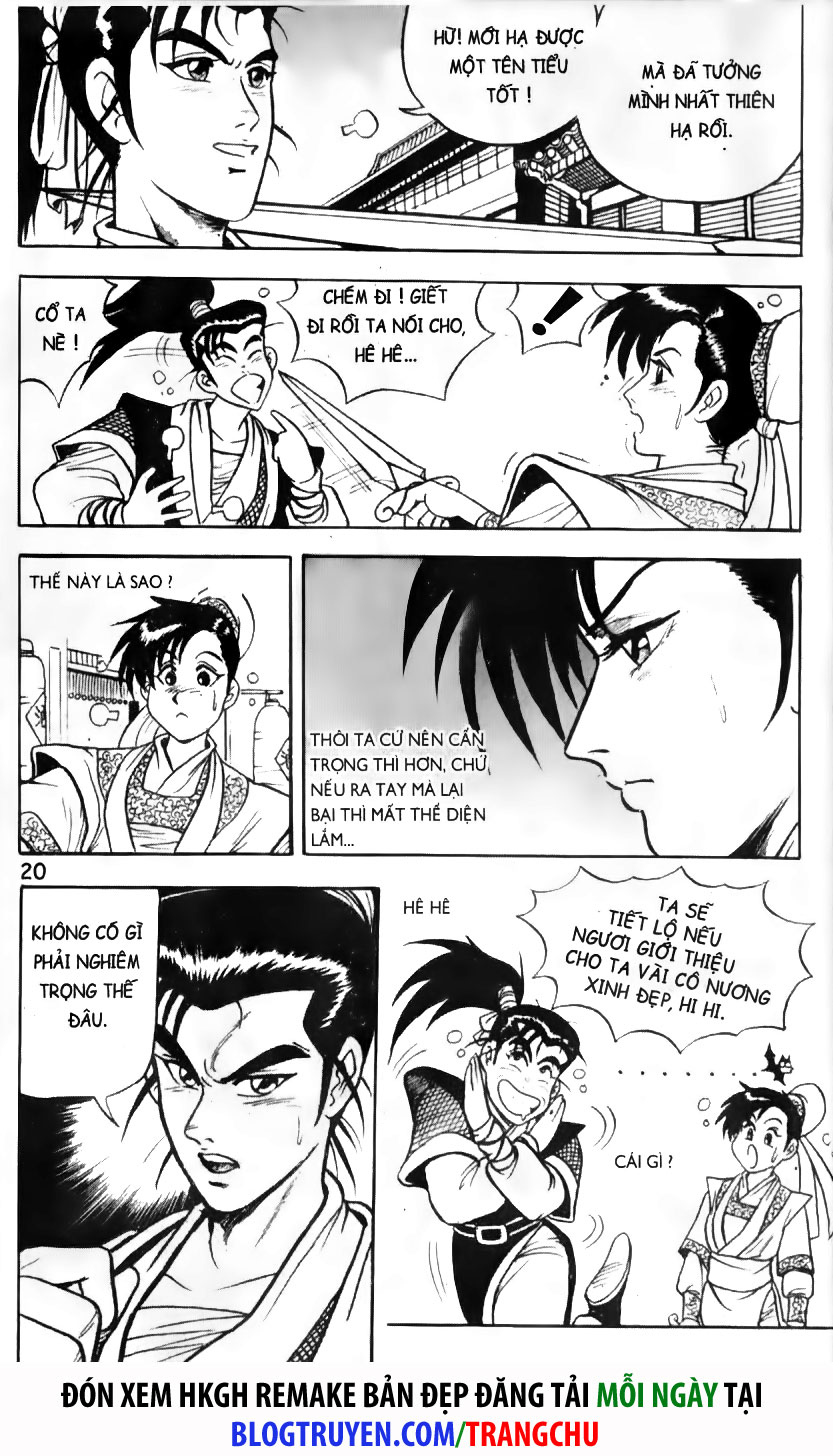 HỪ! MỚI HẠ ĐƯỢC
MỘT TÊN TIỂU
TỐT !
MÀ ĐÃ TƯỞNG
MÌNH NHẤT THIÊN
HẠ RỒI.
CỔ TA
NÈ !
CHÉM ĐI ! GIẾT
ĐI RỒI TA NÓI CHO,
HÊ HÊ...
!
THẾ NÀY LÀ SAO ?
THÔI TA CỨ NÊN CẨN
TRỌNG THÌ HƠN, CHỨ
NẾU RA TAY MÀ LẠI
BẠI THÌ MẤT THỂ DIỆN
LẮM...
20
KHÔNG CÓ GÌ
PHẢI NGHIÊM
TRỌNG THẾ
ĐÂU.
HÊ HÊ
TA SẼ
TIẾT LỘ NẾU
NGƯƠI GIỚI THIỆU
CHO TA VÀI CÔ NƯƠNG
XINH ĐẸP, HI HI.
. . . . . . . .
CÁI GÌ ?
ĐÓN XEM HKGH REMAKE BẢN ĐẸP ĐĂNG TẢI MỖI NGÀY TẠI
BLOGTRUYEN.COM/TRANGCHU